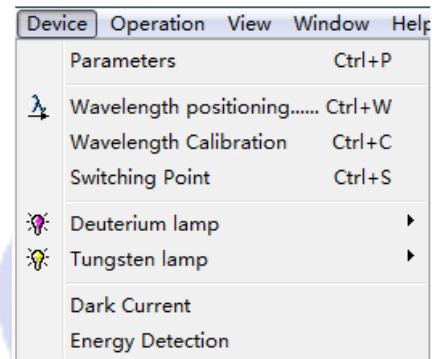 Device Operation View Window Help
Parameters Ctrl+P
Wavelength positioning...... Ctrl+W
Wavelength Calibration Ctrl+C
Switching Point Ctrl+S
Deuterium lamp
Tungsten lamp
Dark Current
Energy Detection